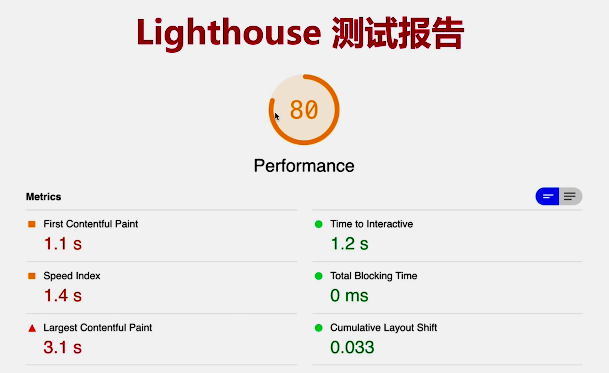 Lighthouse 测试报告
80
Performance
Metrics
First Contentful Paint
1.1 s
Time to Interactive
1.2 s
Speed Index
1.4 s
Total Blocking Time
0 ms
Largest Contentful Paint
3.1 s
Cumulative Layout Shift
0.033